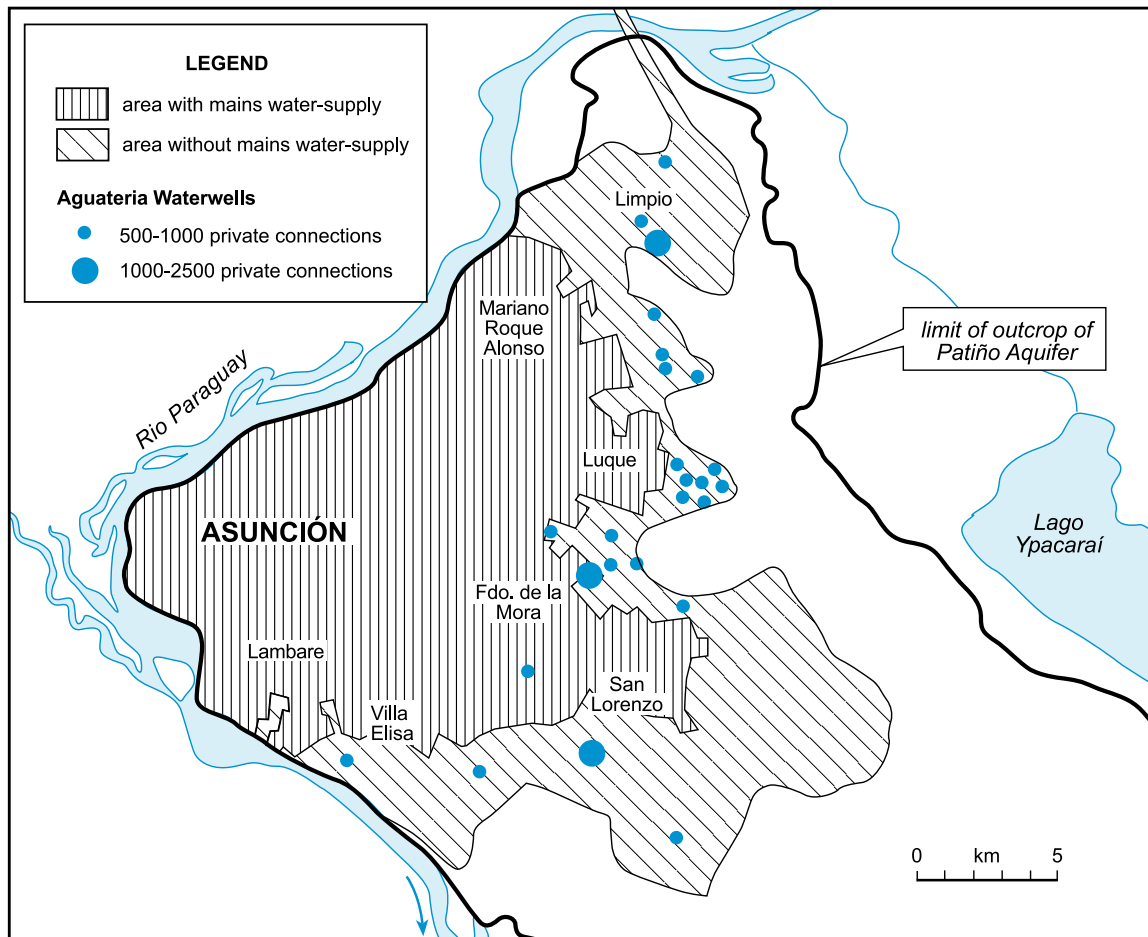 LEGEND
area with mains water-supply
area without mains water-supply
Aguateria Waterwells
500-1000 private connections
1000-2500 private connections
Limpio
Mariano
Roque
Alonso
limit of outcrop of
Patiño Aquifer
Rio Paraguay
Luque
ASUNCIÓN
Lago
Ypacaraí
Fdo. de la
Mora
Lambare
San
Lorenzo
Villa
Elisa
0 km 5